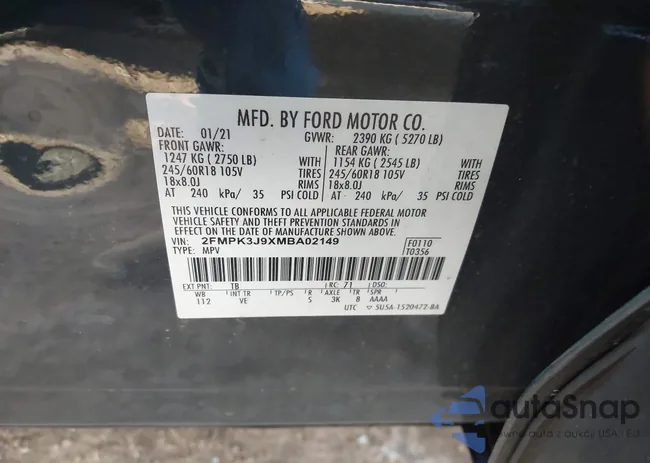 MFD. BY FORD MOTOR CO.
DATE: 01/21 GVWR: 2390 KG ( 5270 LB)
FRONT GAWR: REAR GAWR:
1247 KG ( 2750 LB) WITH 1154 KG ( 2545 LB) WITH
245/60R18 105V TIRES 245/60R18 105V TIRES
18x8.0J RIMS 18x8.0J RIMS
AT 240 kPa/ 35 PSI COLD AT 240 kPa/ 35 PSI COLD
THIS VEHICLE CONFORMS TO ALL APPLICABLE FEDERAL MOTOR
VEHICLE SAFETY AND THEFT PREVENTION STANDARDS IN
EFFECT ON THE DATE OF MANUFACTURE SHOWN ABOVE.
VIN: 2FMPK3J9XMBA02149 F0110
TYPE: MPV T0356
EXT PNT: TB RC: 71 DSO:
WB INT TR TP/PS R AXLE TR SPR
112 VE S 3K 8 AAAA
UTC ▽ 5U5A-1520472-BA
autoSnap
auta z aukcji USA